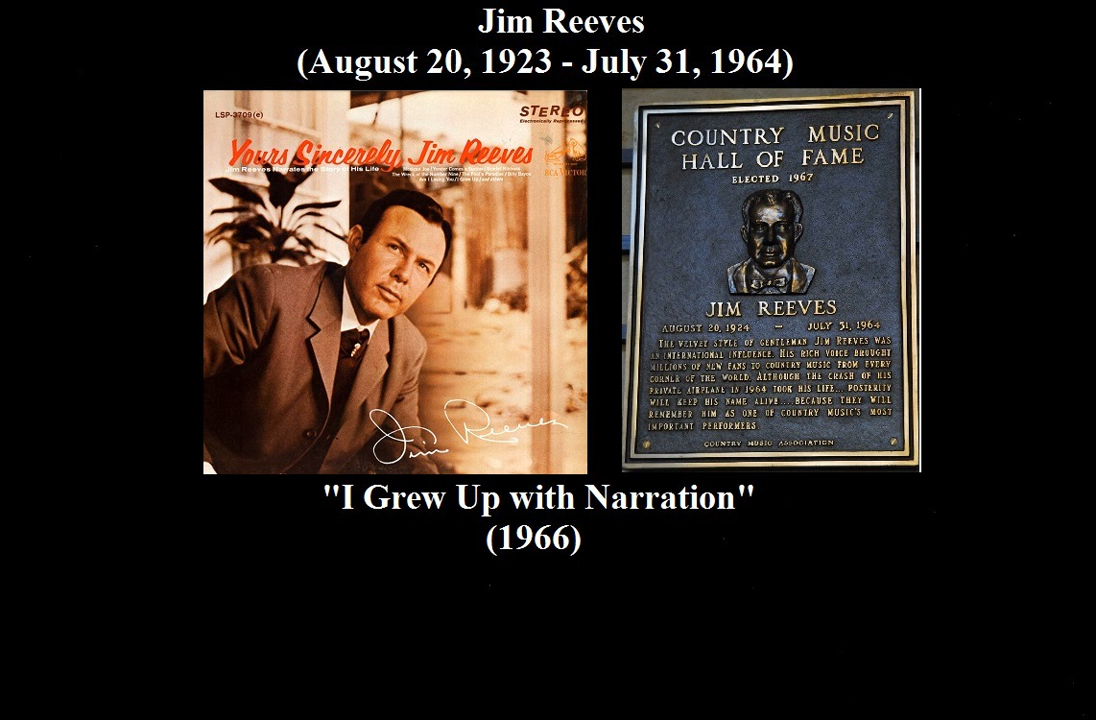 Jim Reeves
(August 20, 1923 - July 31, 1964)
LSP-3709(e)
STEREO
Electronically Reprocessed
Yours Sincerely, Jim Reeves
Jim Reeves Narrates the Story of His Life
RCA VICTOR
Jim Reeves
COUNTRY MUSIC
HALL OF FAME
ELECTED 1967
JIM REEVES
AUGUST 20, 1924 — JULY 31, 1964
THE VELVET STYLE OF GENTLEMAN JIM REEVES WAS
AN INTERNATIONAL INFLUENCE. HIS RICH VOICE BROUGHT
MILLIONS OF NEW FANS TO COUNTRY MUSIC FROM EVERY
CORNER OF THE WORLD. ALTHOUGH THE CRASH OF HIS
PRIVATE AIRPLANE IN 1964 TOOK HIS LIFE... POSTERITY
WILL KEEP HIS NAME ALIVE....BECAUSE THEY WILL
REMEMBER HIM AS ONE OF COUNTRY MUSIC'S MOST
IMPORTANT PERFORMERS.
COUNTRY MUSIC ASSOCIATION
"I Grew Up with Narration"
(1966)